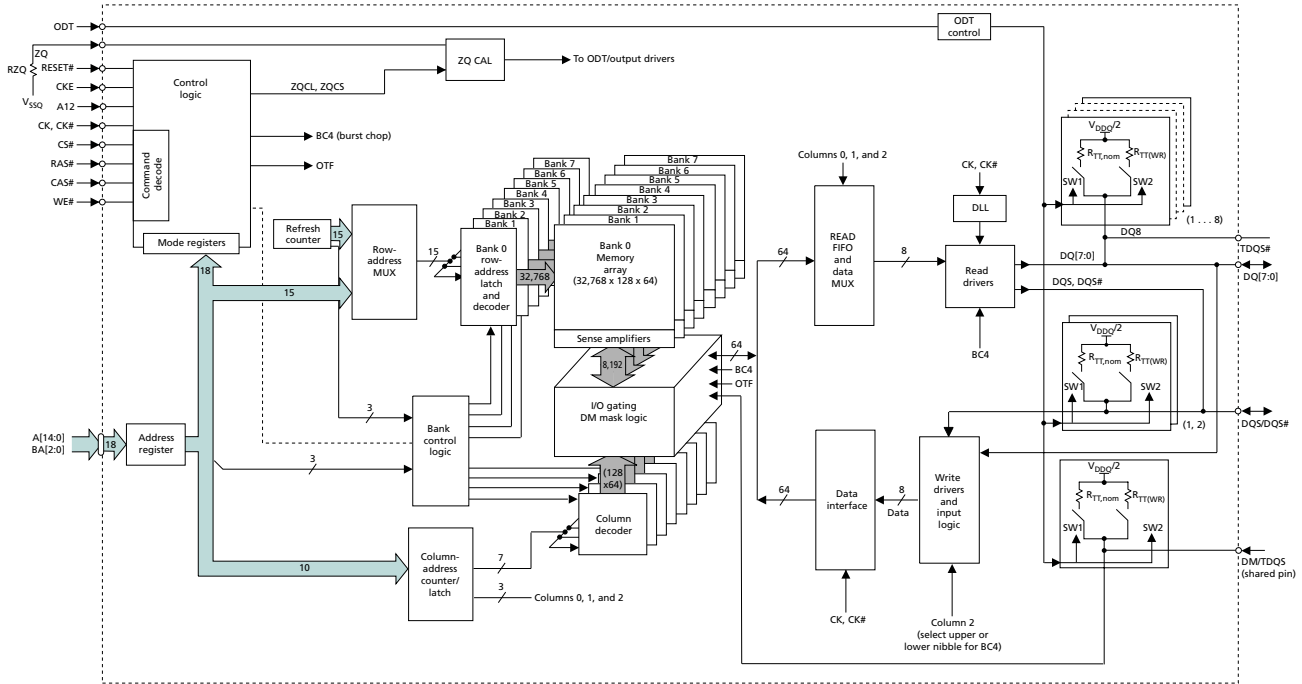 ODT
ODT
control
ZQ
RZQ
RESET#
ZQ CAL
To ODT/output drivers
CKE
VSSQ
A12
Control
logic
ZQCL, ZQCS
CK, CK#
CS#
RAS#
CAS#
WE#
Command
decode
BC4 (burst chop)
OTF
Mode registers
Refresh
counter
15
Row-
address
MUX
15
18
15
Bank 7
Bank 6
Bank 5
Bank 4
Bank 3
Bank 2
Bank 1
Bank 0
row-
address
latch
and
decoder
32,768
Bank 7
Bank 6
Bank 5
Bank 4
Bank 3
Bank 2
Bank 1
Bank 0
Memory
array
(32,768 x 128 x 64)
Sense amplifiers
8,192
I/O gating
DM mask logic
64
BC4
OTF
Columns 0, 1, and 2
64
READ
FIFO
and
data
MUX
8
CK, CK#
DLL
Read
drivers
BC4
DQ8
DQ[7:0]
DQS, DQS#
VDDQ/2
RTT,nom
RTT(WR)
SW1
SW2
(1 . . . 8)
TDQS#
DQ[7:0]
VDDQ/2
RTT,nom
RTT(WR)
SW1
SW2
(1, 2)
DQS/DQS#
VDDQ/2
RTT,nom
RTT(WR)
SW1
SW2
DM/TDQS
(shared pin)
A[14:0]
BA[2:0]
18
Address
register
3
3
Bank
control
logic
(128
x64)
Column
decoder
10
Column-
address
counter/
latch
7
3
Columns 0, 1, and 2
64
Data
interface
8
Data
Write
drivers
and
input
logic
CK, CK#
Column 2
(select upper or
lower nibble for BC4)